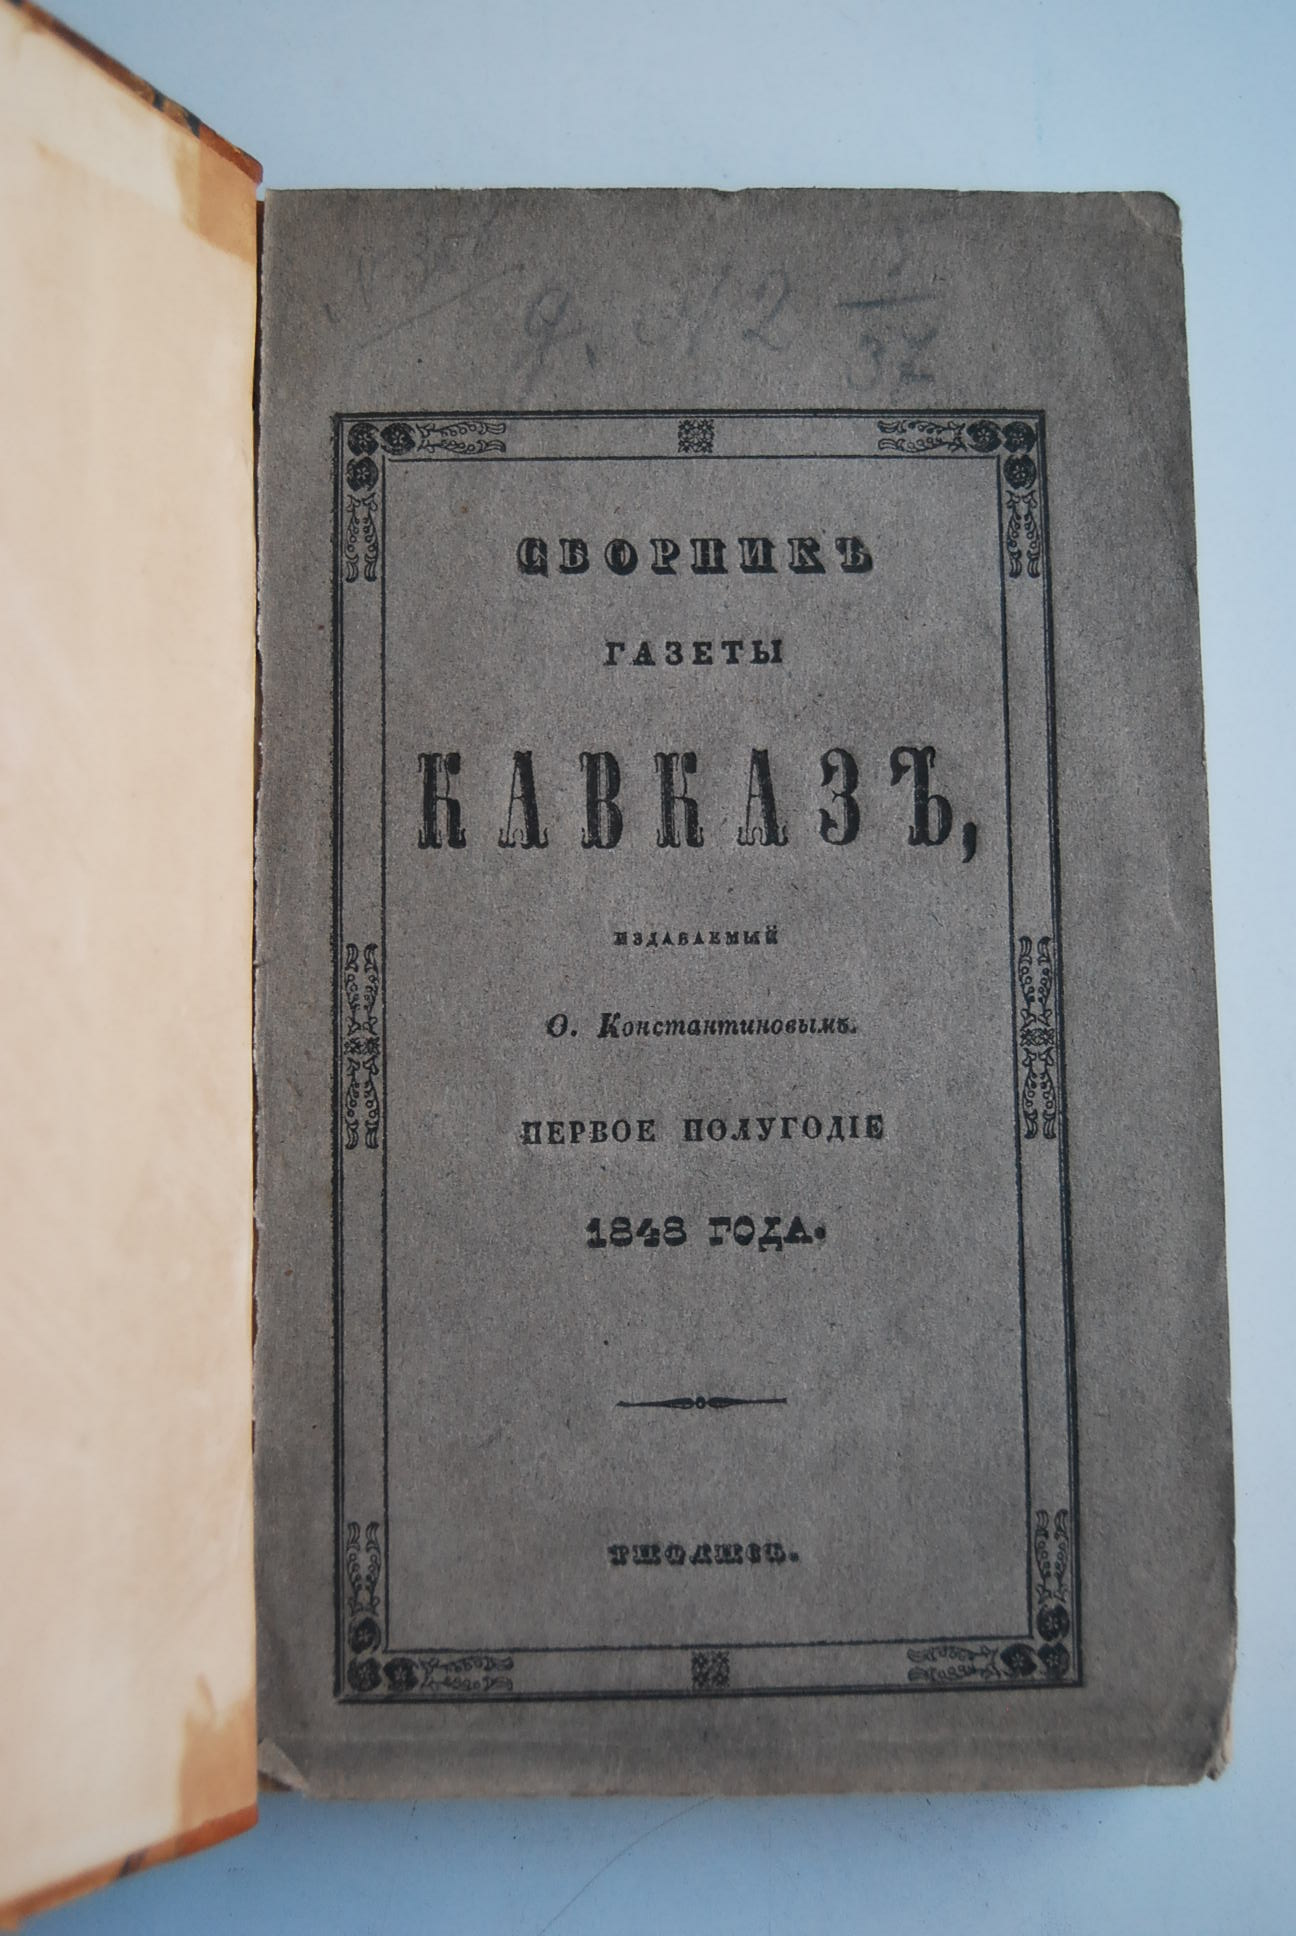 СБОРНИКЪ
ГАЗЕТЫ
КАВКАЗЪ,
ИЗДАВАЕМЫЙ
О. Константиновымъ.
ПЕРВОЕ ПОЛУГОДІЕ
1848 ГОДА.
ТИФЛИСЪ.